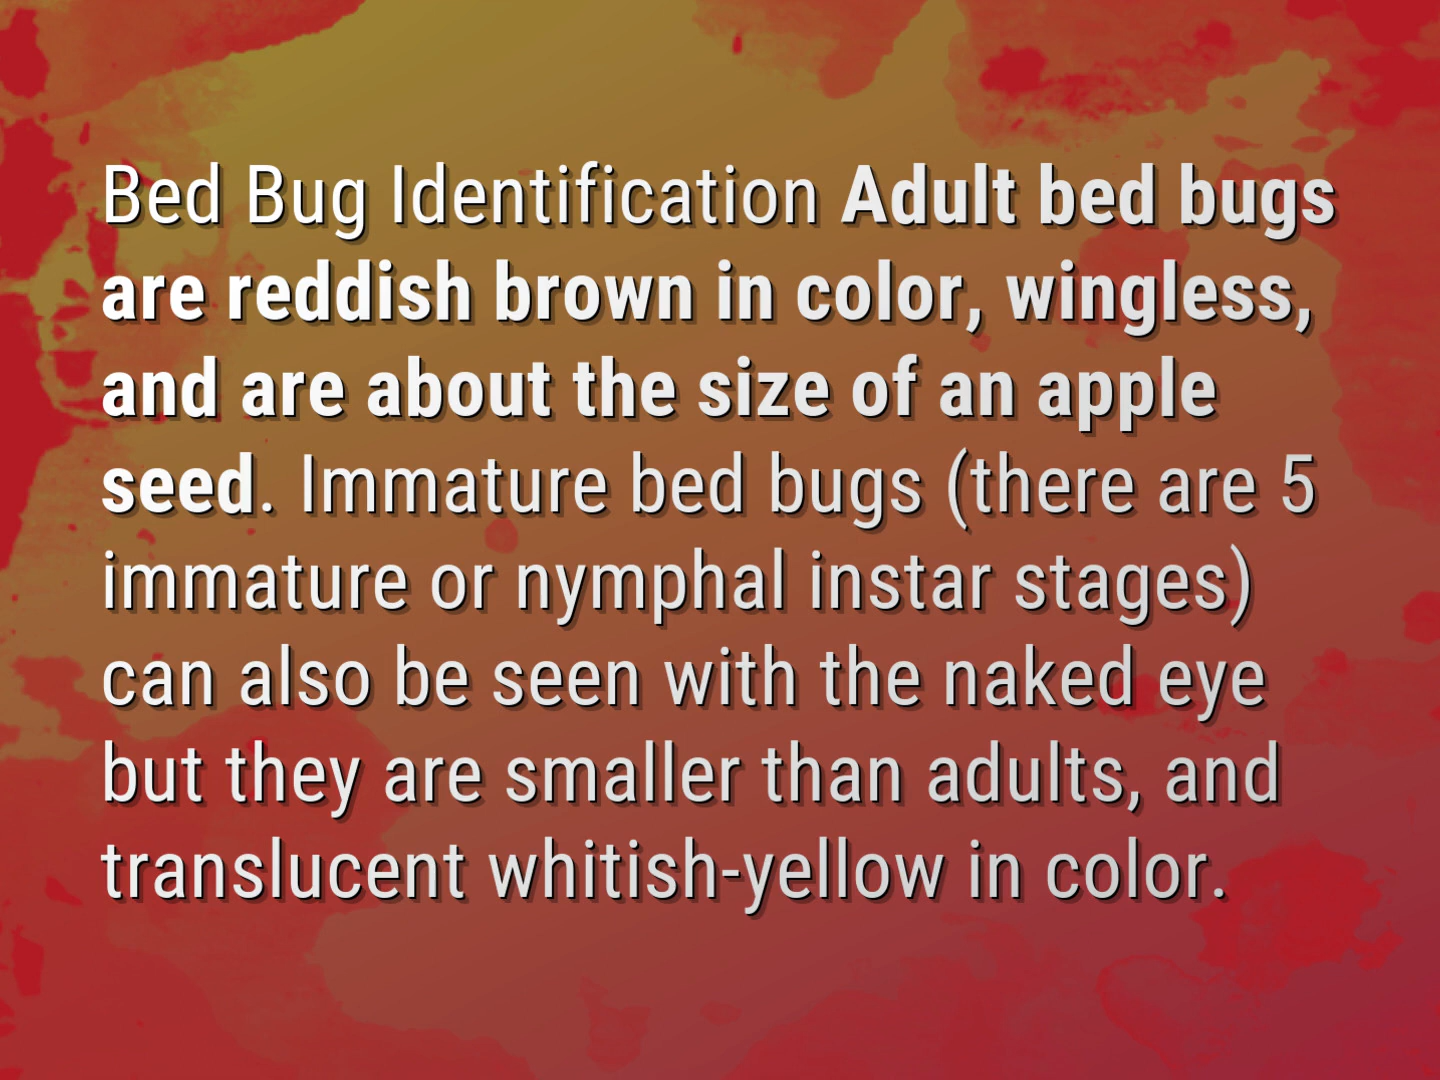 Bed Bug Identification Adult bed bugs
are reddish brown in color, wingless,
and are about the size of an apple
seed. Immature bed bugs (there are 5
immature or nymphal instar stages)
can also be seen with the naked eye
but they are smaller than adults, and
translucent whitish-yellow in color.